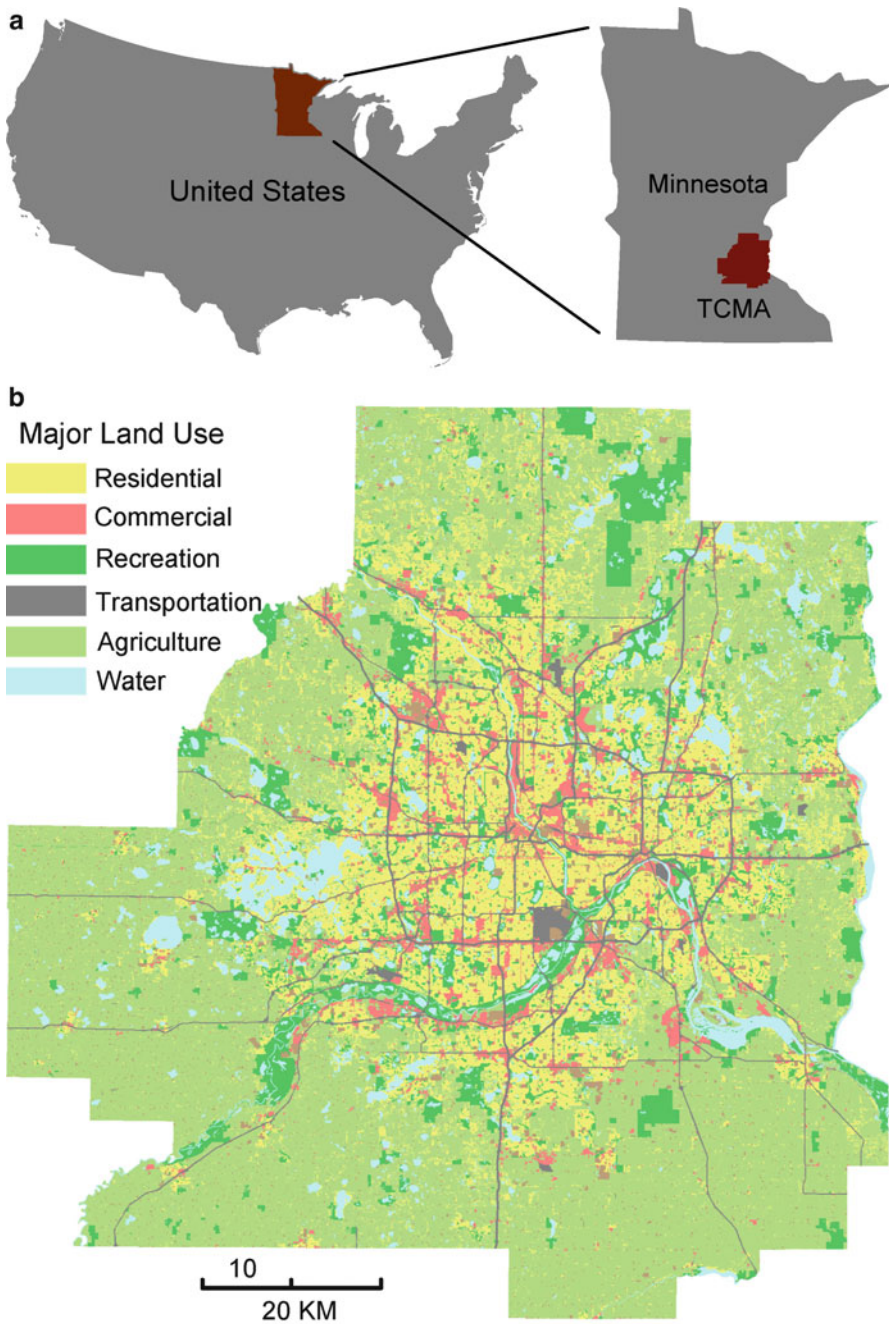 a
United States
Minnesota
TCMA
b
Major Land Use
Residential
Commercial
Recreation
Transportation
Agriculture
Water
10
20 KM